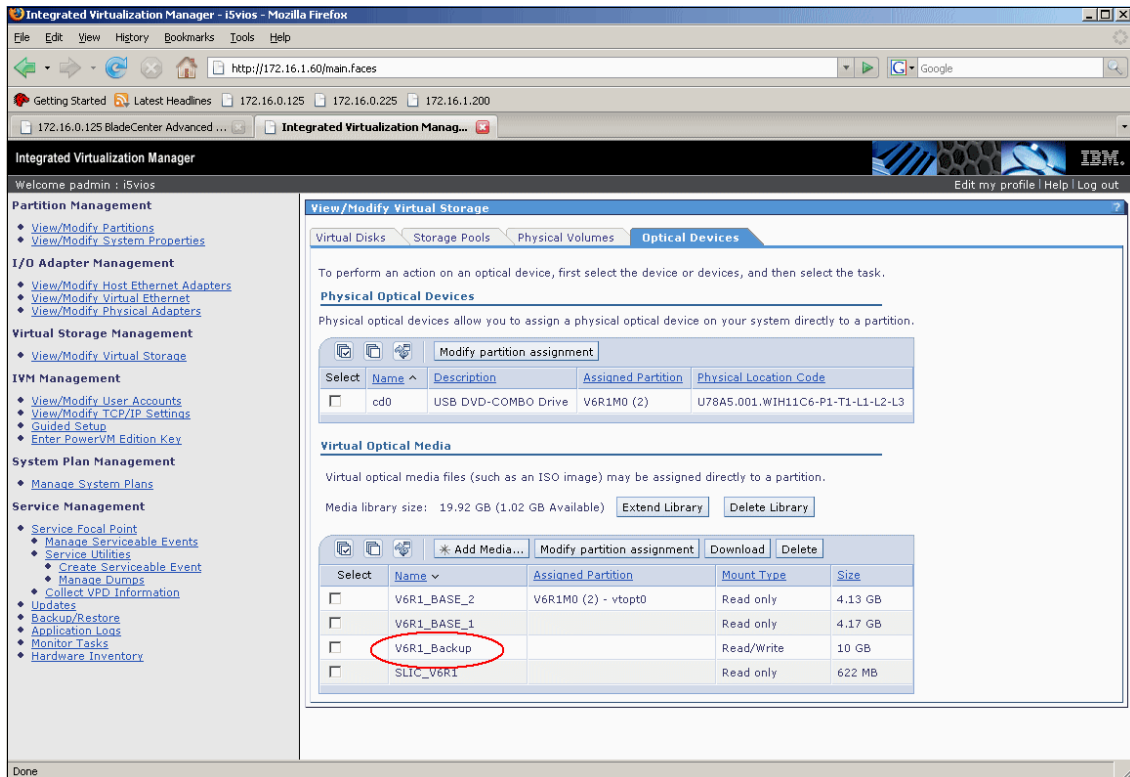 Integrated Virtualization Manager - i5vios - Mozilla Firefox
File Edit View History Bookmarks Tools Help
http://172.16.1.60/main.faces
G Google
Getting Started Latest Headlines 172.16.0.125 172.16.0.225 172.16.1.200
172.16.0.125 BladeCenter Advanced ... Integrated Virtualization Manag...
Integrated Virtualization Manager
IBM.
Welcome padmin : i5vios
Edit my profile | Help | Log out
Partition Management
View/Modify Partitions
View/Modify System Properties
I/O Adapter Management
View/Modify Host Ethernet Adapters
View/Modify Virtual Ethernet
View/Modify Physical Adapters
Virtual Storage Management
View/Modify Virtual Storage
IVM Management
View/Modify User Accounts
View/Modify TCP/IP Settings
Guided Setup
Enter PowerVM Edition Key
System Plan Management
Manage System Plans
Service Management
Service Focal Point
Manage Serviceable Events
Service Utilities
Create Serviceable Event
Manage Dumps
Collect VPD Information
Updates
Backup/Restore
Application Logs
Monitor Tasks
Hardware Inventory
View/Modify Virtual Storage ?
Virtual Disks Storage Pools Physical Volumes Optical Devices
To perform an action on an optical device, first select the device or devices, and then select the task.
Physical Optical Devices
Physical optical devices allow you to assign a physical optical device on your system directly to a partition.
Modify partition assignment
Select Name Description Assigned Partition Physical Location Code
cd0 USB DVD-COMBO Drive V6R1M0 (2) U78A5.001.WIH11C6-P1-T1-L1-L2-L3
Virtual Optical Media
Virtual optical media files (such as an ISO image) may be assigned directly to a partition.
Media library size: 19.92 GB (1.02 GB Available) Extend Library Delete Library
Add Media... Modify partition assignment Download Delete
Select Name Assigned Partition Mount Type Size
V6R1_BASE_2 V6R1M0 (2) - vtopt0 Read only 4.13 GB
V6R1_BASE_1 Read only 4.17 GB
V6R1_Backup Read/Write 10 GB
SLIC_V6R1 Read only 622 MB
Done